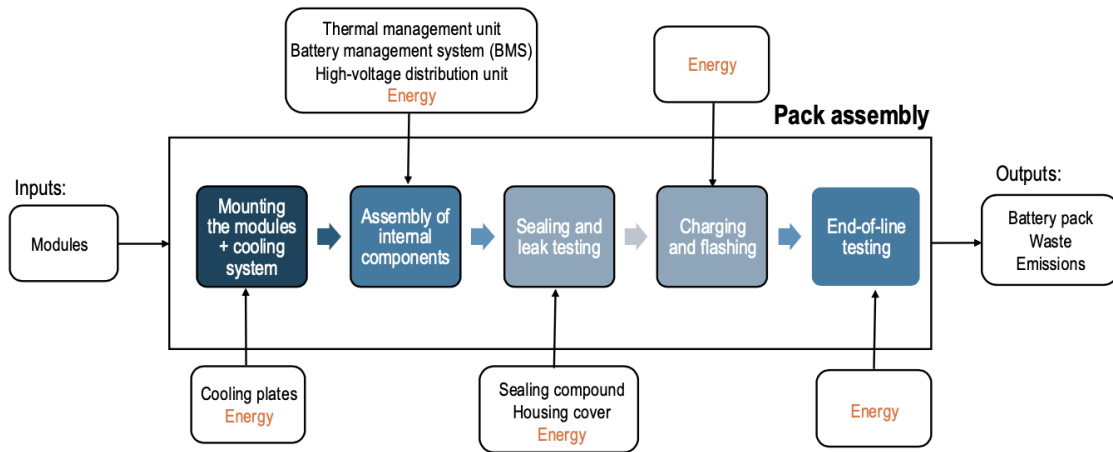 Thermal management unit
Battery management system (BMS)
High-voltage distribution unit
Energy
Energy
Pack assembly
Inputs:
Modules
Mounting
the modules
+ cooling
system
Assembly of
internal
components
Sealing and
leak testing
Charging
and flashing
End-of-line
testing
Outputs:
Battery pack
Waste
Emissions
Cooling plates
Energy
Sealing compound
Housing cover
Energy
Energy